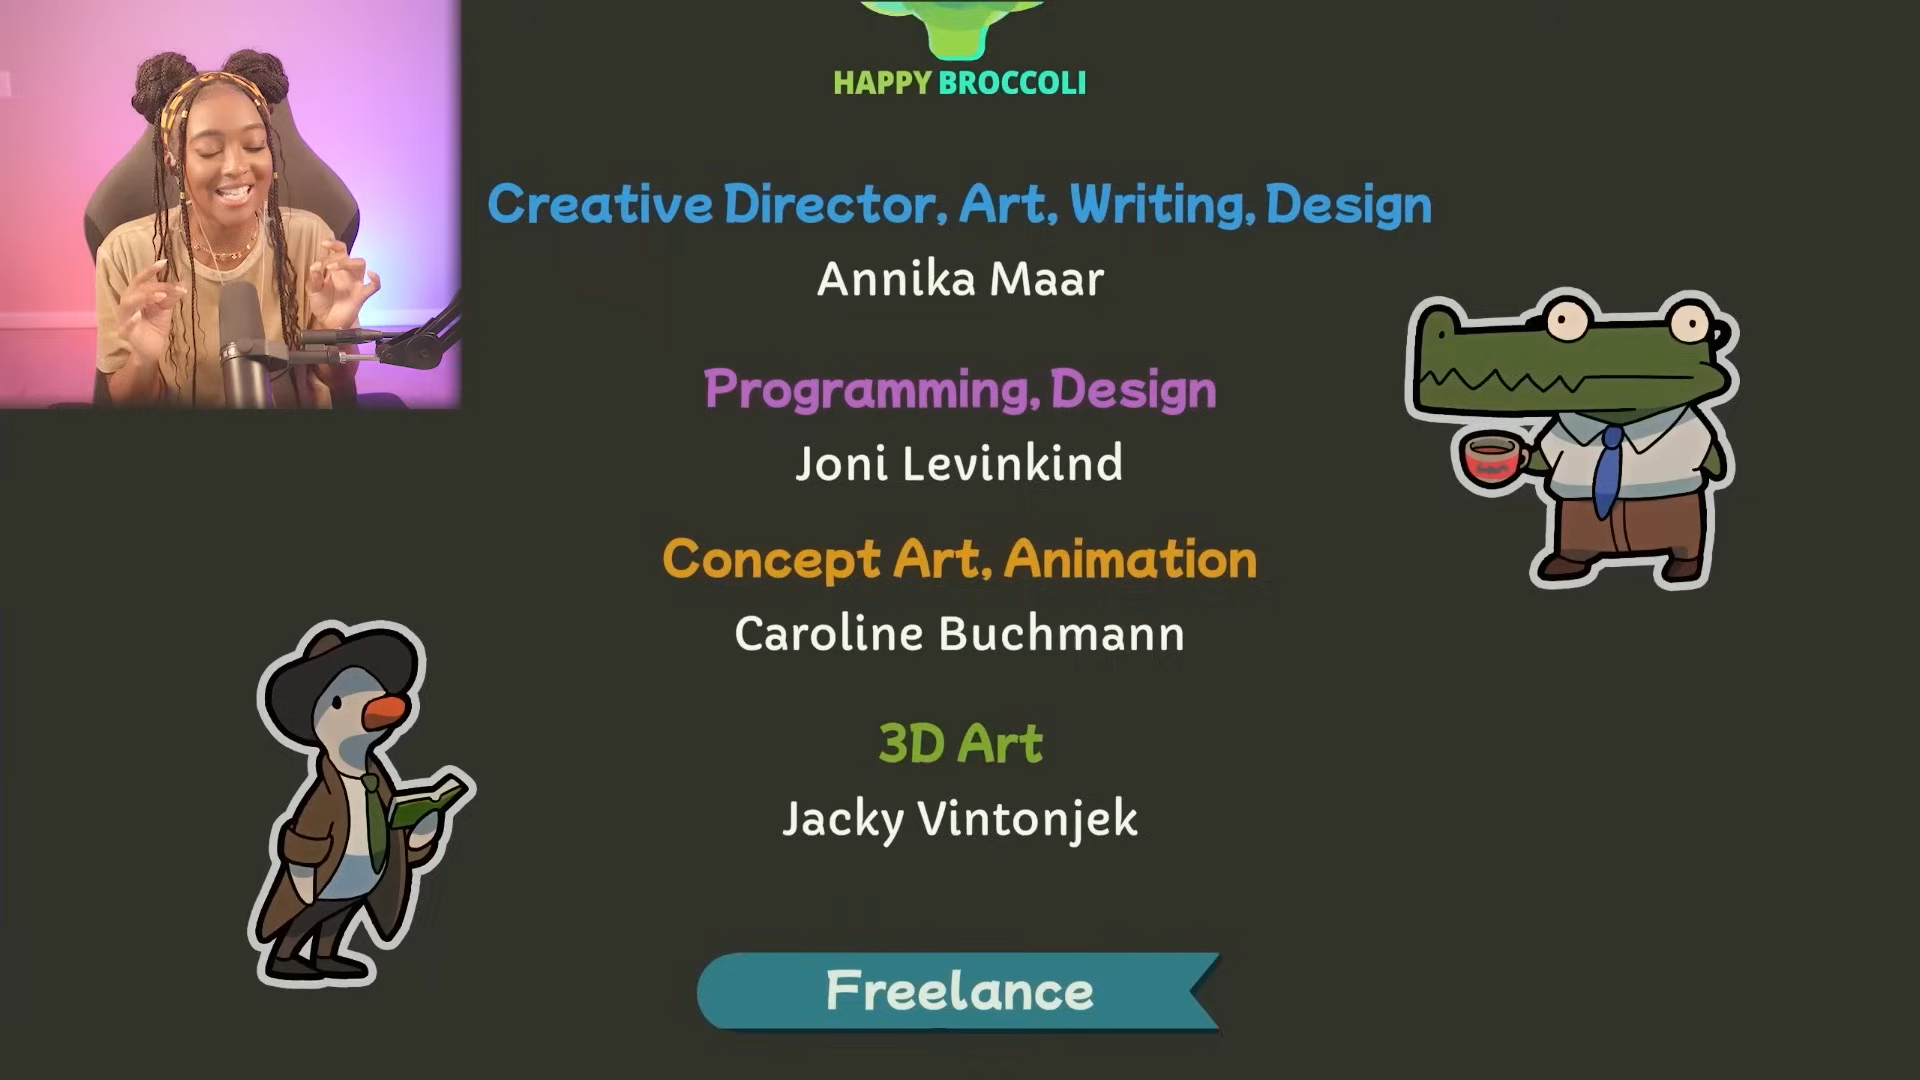 HAPPY BROCCOLI
Creative Director, Art, Writing, Design
Annika Maar
Programming, Design
Joni Levinkind
Concept Art, Animation
Caroline Buchmann
3D Art
Jacky Vintonjek
Freelance